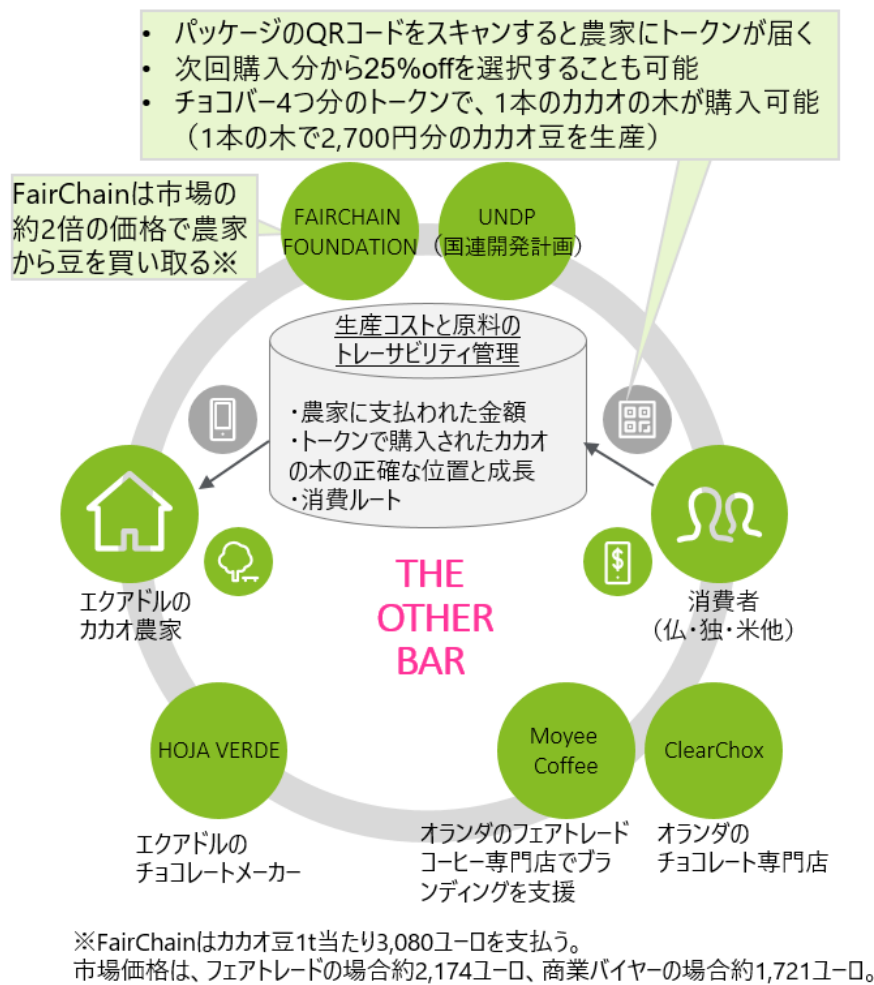 • パッケージのQRコードをスキャンすると農家にトークンが届く
• 次回購入分から25%offを選択することも可能
• チョコバー4つ分のトークンで、1本のカカオの木が購入可能
（1本の木で2,700円分のカカオ豆を生産）
FairChainは市場の
約2倍の価格で農家
から豆を買い取る※
FAIRCHAIN
FOUNDATION
UNDP
（国連開発計画）
生産コストと原料の
トレーサビリティ管理
・農家に支払われた金額
・トークンで購入されたカカオ
の木の正確な位置と成長
・消費ルート
エクアドルの
カカオ農家
THE
OTHER
BAR
消費者
（仏・独・米他）
HOJA VERDE
エクアドルの
チョコレートメーカー
Moyee
Coffee
オランダのフェアトレード
コーヒー専門店でブラ
ンディングを支援
ClearChox
オランダの
チョコレート専門店
※FairChainはカカオ豆1t当たり3,080ユーロを支払う。
市場価格は、フェアトレードの場合約2,174ユーロ、商業バイヤーの場合約1,721ユーロ。